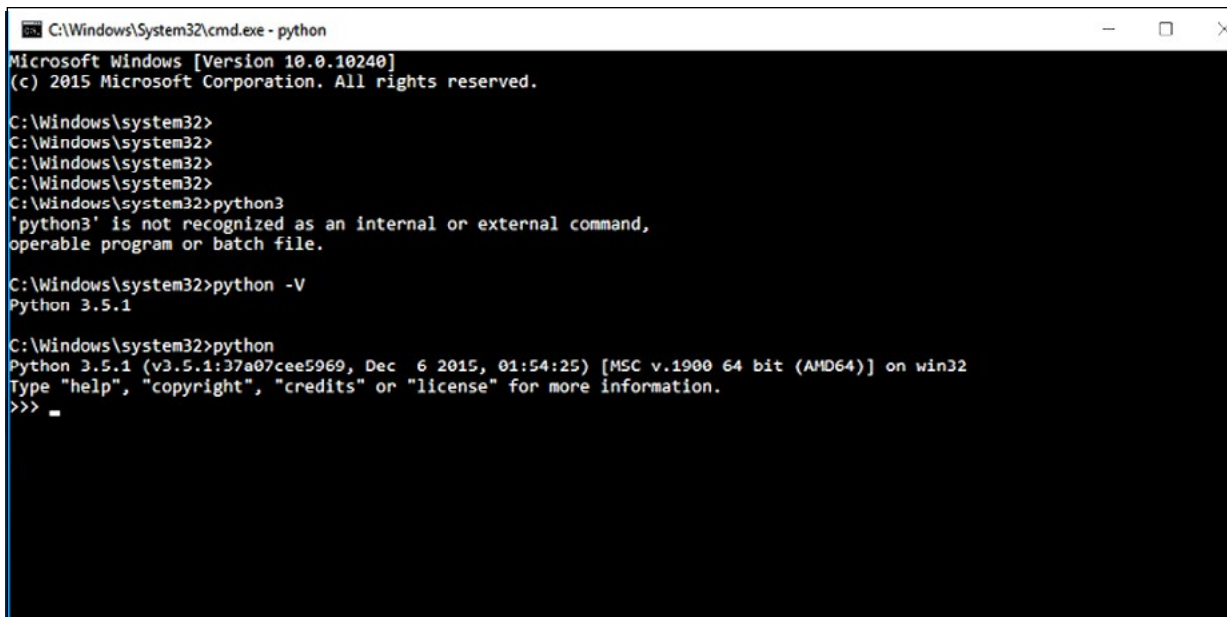 C:\Windows\System32\cmd.exe - python
Microsoft Windows [Version 10.0.10240]
(c) 2015 Microsoft Corporation. All rights reserved.
C:\Windows\system32>
C:\Windows\system32>
C:\Windows\system32>
C:\Windows\system32>
C:\Windows\system32>python3
'python3' is not recognized as an internal or external command,
operable program or batch file.
C:\Windows\system32>python -V
Python 3.5.1
C:\Windows\system32>python
Python 3.5.1 (v3.5.1:37a07cee5969, Dec  6 2015, 01:54:25) [MSC v.1900 64 bit (AMD64)] on win32
Type "help", "copyright", "credits" or "license" for more information.
>>> _